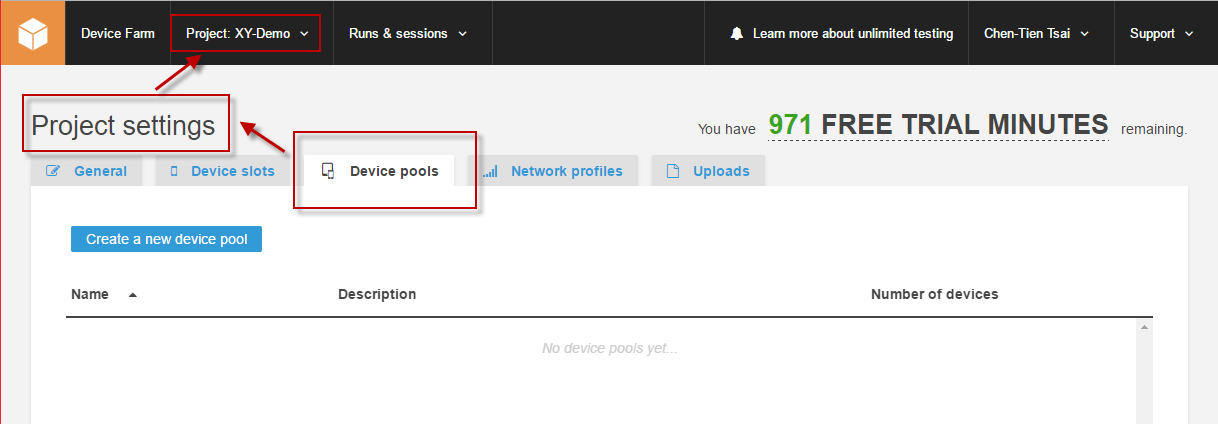 Device Farm
Project: XY-Demo
Runs & sessions
Learn more about unlimited testing
Chen-Tien Tsai
Support
Project settings
You have 971 FREE TRIAL MINUTES remaining.
General
Device slots
Device pools
Network profiles
Uploads
Create a new device pool
Name
Description
Number of devices
No device pools yet...